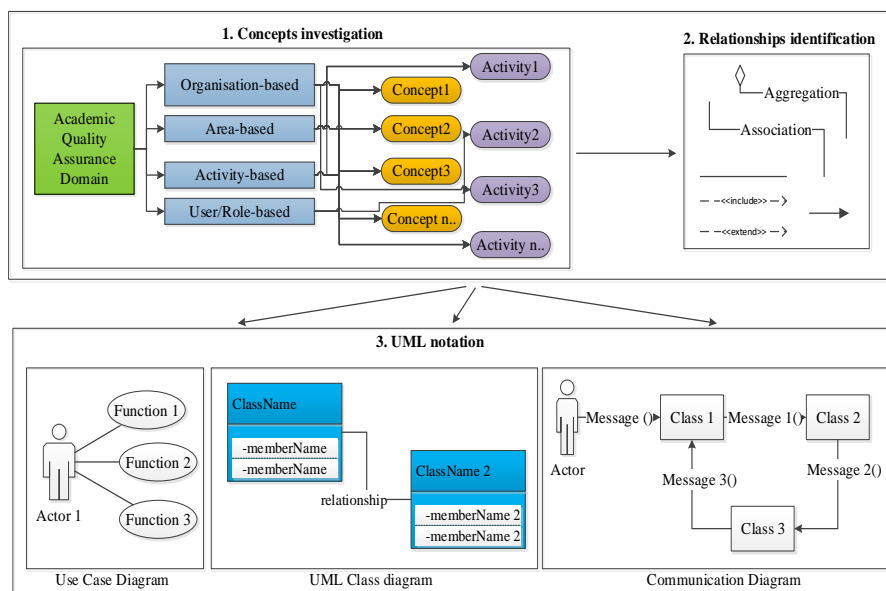 1. Concepts investigation
Academic
Quality
Assurance
Domain
Organisation-based
Area-based
Activity-based
User/Role-based
Concept1
Concept2
Concept3
Concept n..
Activity1
Activity2
Activity3
Activity n..
2. Relationships identification
Aggregation
Association
<<include>>
<<extend>>
3. UML notation
Function 1
Function 2
Function 3
Actor 1
Use Case Diagram
ClassName
-memberName
-memberName
relationship
ClassName 2
-memberName 2
-memberName 2
UML Class diagram
Actor
Message ()
Class 1
Message 1()
Class 2
Message 2()
Message 3()
Class 3
Communication Diagram